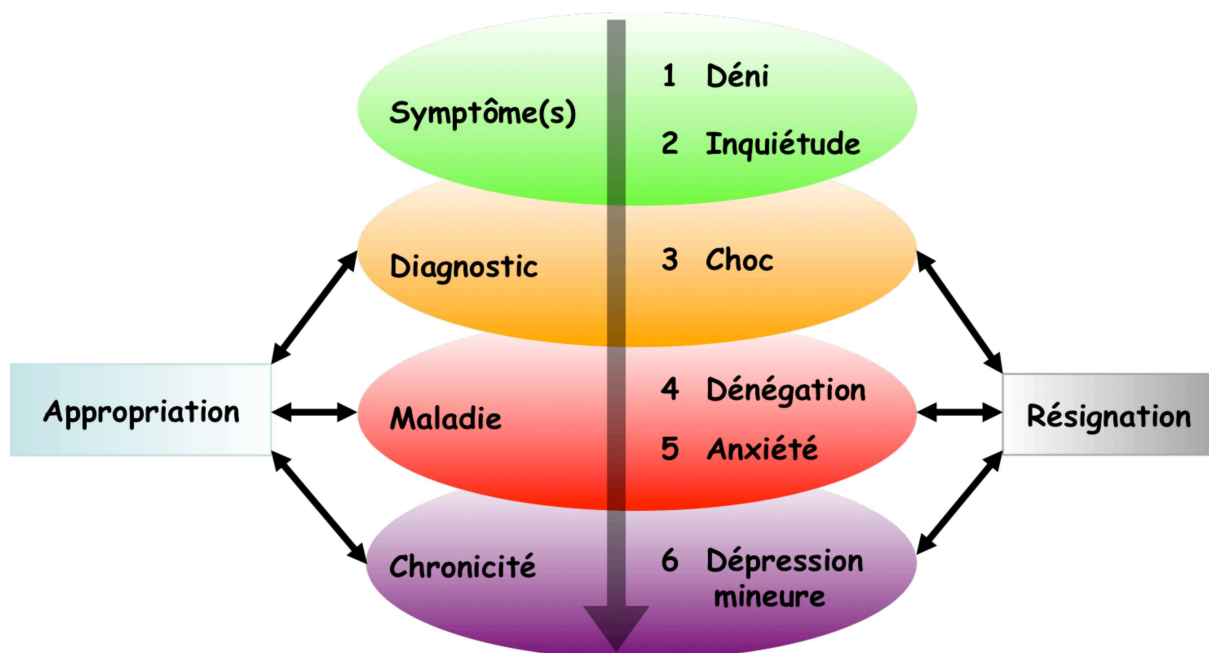 Symptôme(s)
1 Déni
2 Inquiétude
Diagnostic
3 Choc
Appropriation
Maladie
4 Dénégation
5 Anxiété
Résignation
Chronicité
6 Dépression
mineure